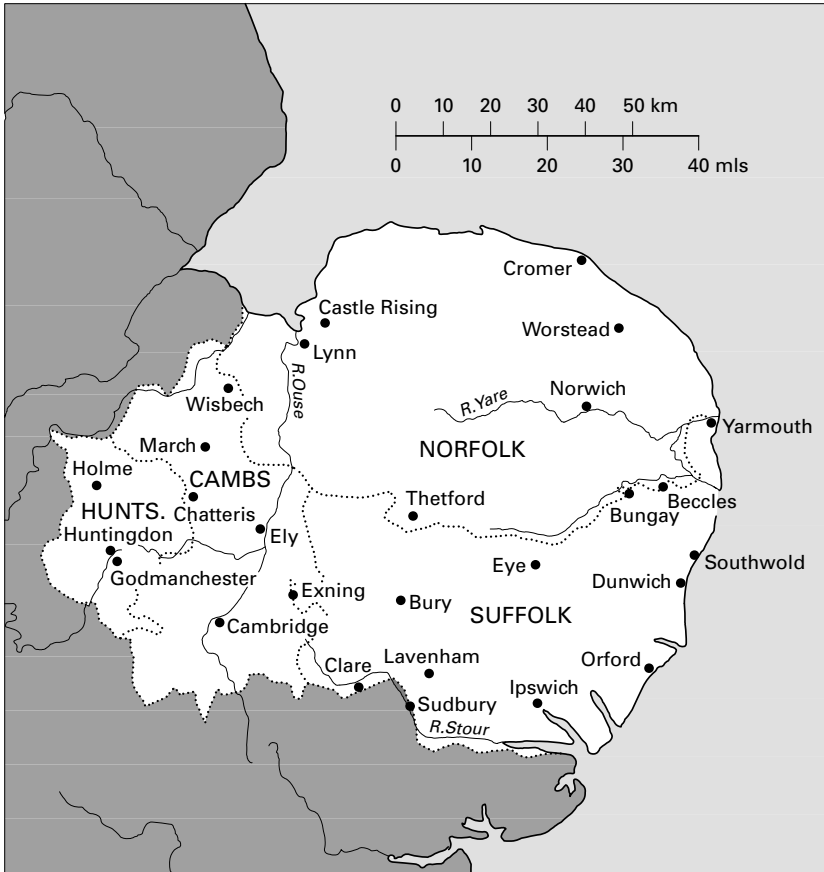 0 10 20 30 40 50 km
0 10 20 30 40 mls
Cromer
Castle Rising
Worstead
Lynn
R.Ouse
Wisbech
R.Yare
Norwich
Yarmouth
March
NORFOLK
Holme
CAMBS
Thetford
Beccles
HUNTS.
Chatteris
Bungay
Huntingdon
Ely
Southwold
Eye
Godmanchester
Dunwich
Exning
Bury
SUFFOLK
Cambridge
Lavenham
Orford
Clare
Ipswich
Sudbury
R.Stour